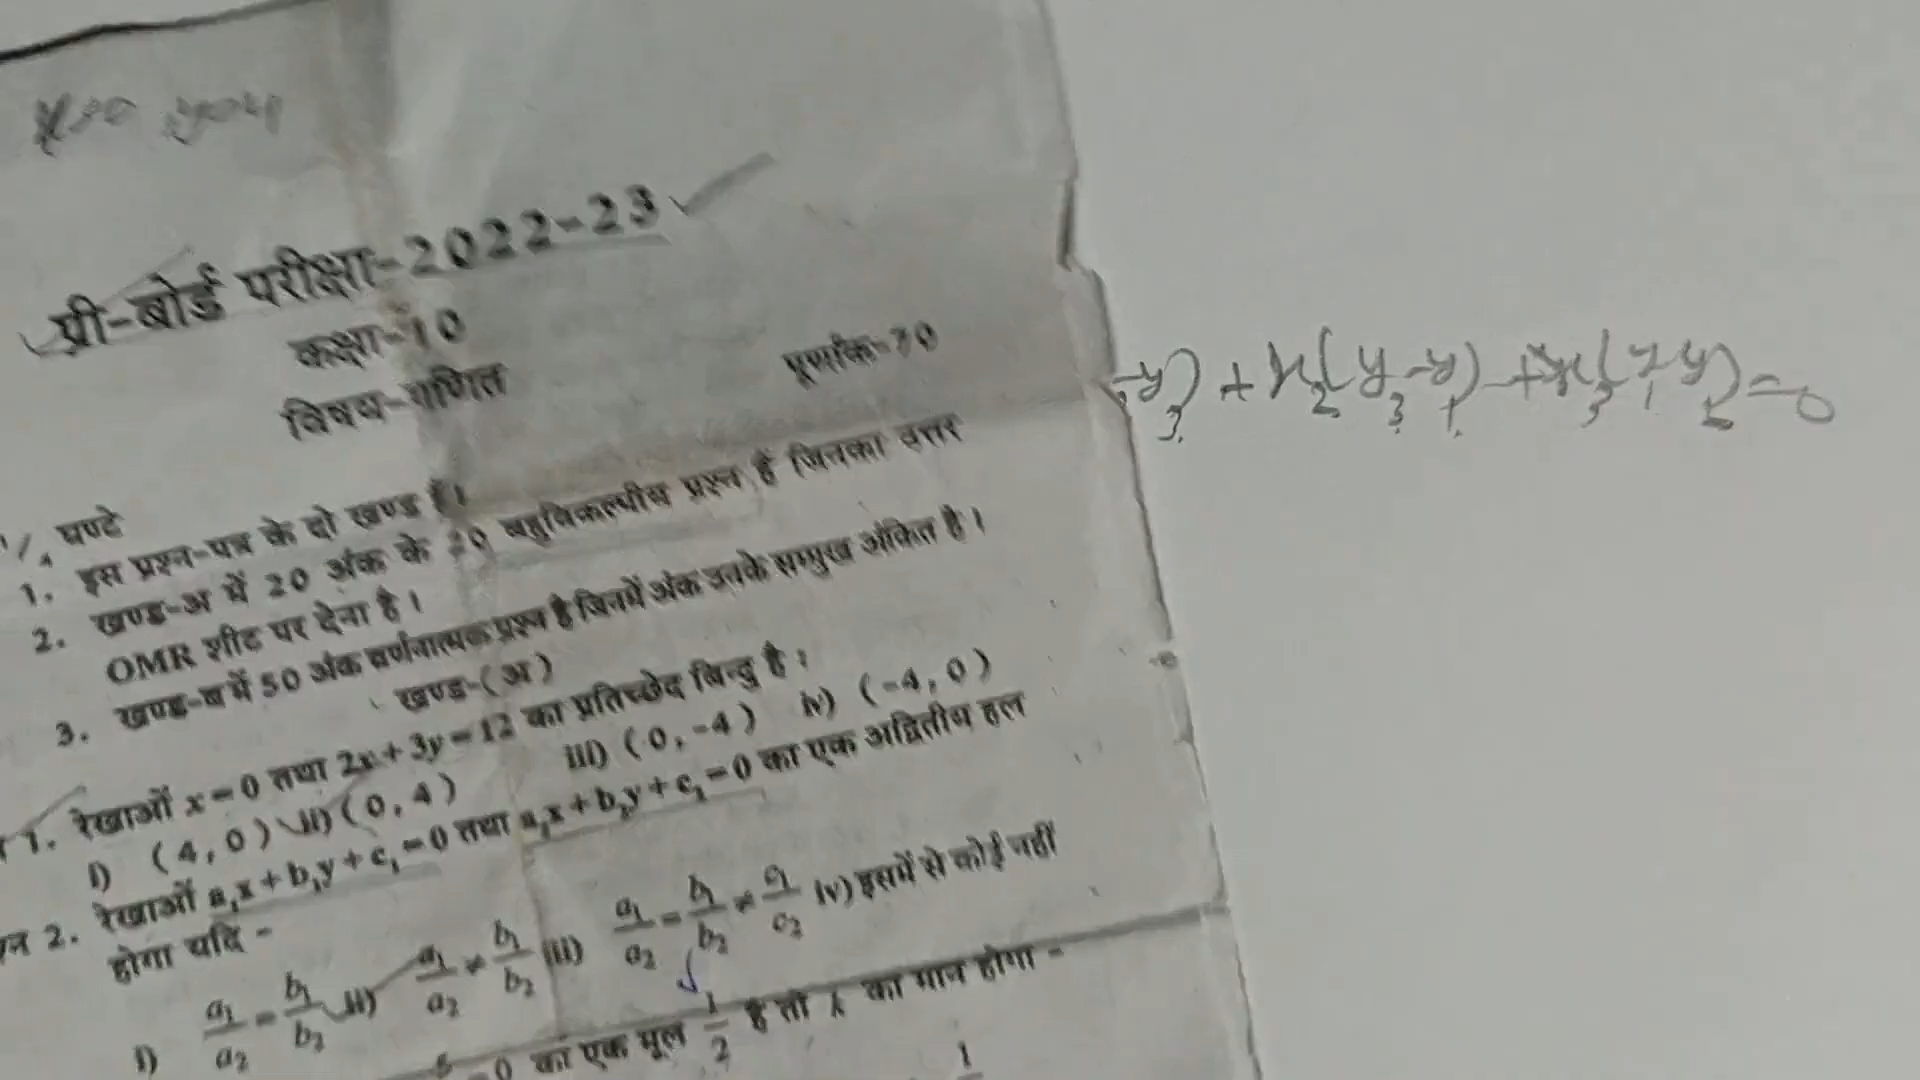 प्री-बोर्ड परीक्षा-2022-23
कक्षा-10
विषय-गणित
पूर्णांक-70
घण्टे
1. इस प्रश्न-पत्र के दो खण्ड हैं।
2. खण्ड-अ में 20 अंक के 20 बहुविकल्पीय प्रश्न हैं जिनका उत्तर
OMR शीट पर देना है।
3. खण्ड-ब में 50 अंक वर्णनात्मक प्रश्न है जिनमें अंक उनके सम्मुख अंकित है।
खण्ड-(अ)
1. रेखाओं x=0 तथा 2x+3y=12 का प्रतिच्छेद बिन्दु है :
i) (4,0) ii) (0,4) iii) (0,-4) iv) (-4,0)
2. रेखाओं a₁x+b₁y+c₁=0 तथा a₂x+b₂y+c₁=0 का एक अद्वितीय हल
होगा यदि -
i) a₁/a₂ = b₁/b₂ ii) a₁/a₂ ≠ b₁/b₂ iii) a₁/a₂ = b₁/b₂ ≠ c₁/c₂ iv) इसमें से कोई नहीं
=0 का एक मूल 1/2 है तो k का मान होगा -